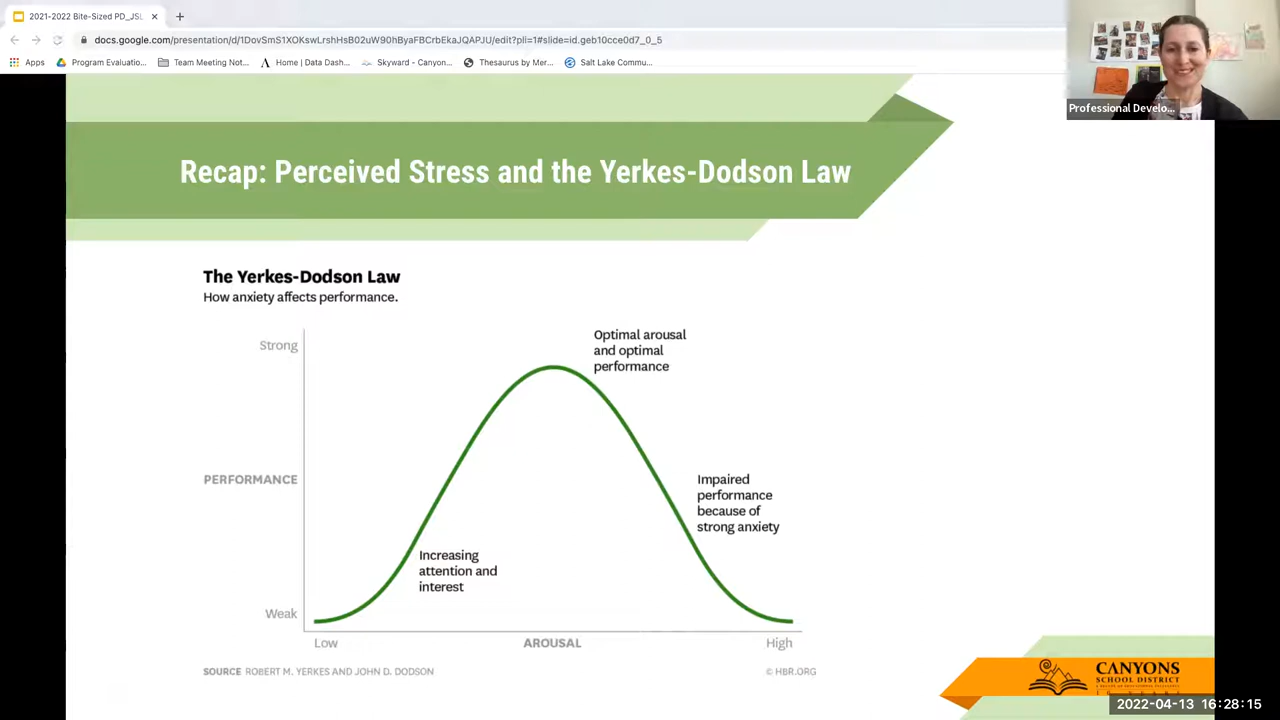 2021-2022 Bite-Sized PD_JSL
docs.google.com/presentation/d/1DovSmS1XOKswLrshHsB02uW90hByaFBCrbEkaJQAPJU/edit?pli=1#slide=id.geb10cce0d7_0_5
Apps
Program Evaluatio...
Team Meeting Not...
Home | Data Dash...
Skyward - Canyon...
Thesaurus by Mer...
Salt Lake Commu...
Professional Develo...
Recap: Perceived Stress and the Yerkes-Dodson Law
The Yerkes-Dodson Law
How anxiety affects performance.
Strong
Optimal arousal
and optimal
performance
PERFORMANCE
Impaired
performance
because of
strong anxiety
Increasing
attention and
interest
Weak
Low
AROUSAL
High
SOURCE ROBERT M. YERKES AND JOHN D. DODSON
© HBR.ORG
CANYONS
SCHOOL DISTRICT
2022-04-13 16:28:15